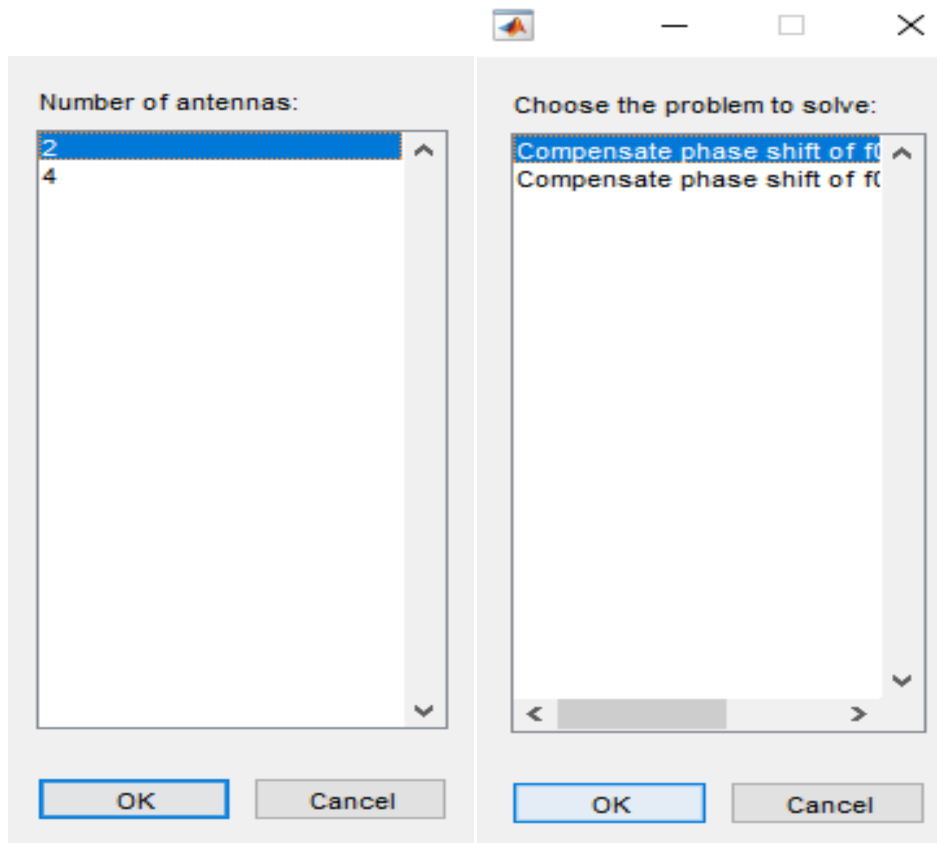 Number of antennas:
2
4
OK
Cancel
Choose the problem to solve:
Compensate phase shift of
Compensate phase shift of
OK
Cancel